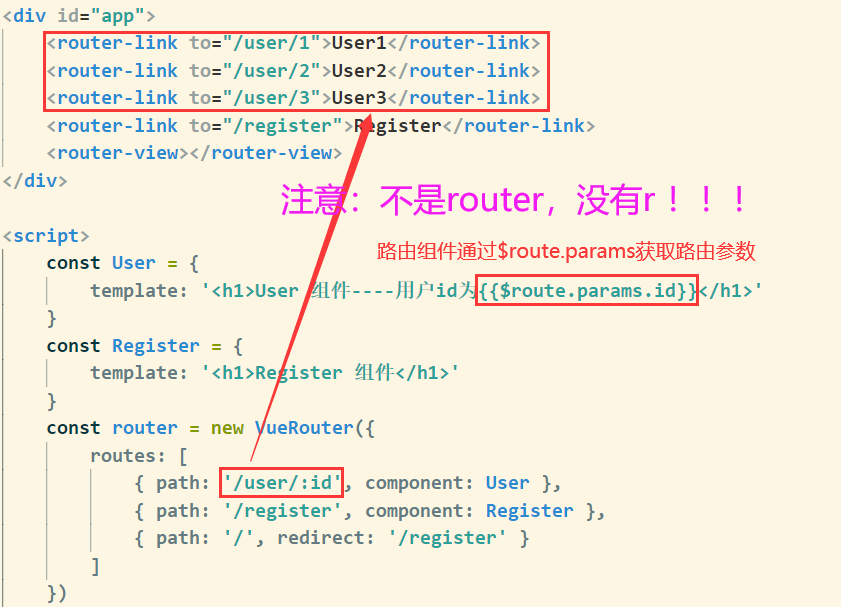 <div id="app">
<router-link to="/user/1">User1</router-link>
<router-link to="/user/2">User2</router-link>
<router-link to="/user/3">User3</router-link>
<router-link to="/register">Register</router-link>
<router-view></router-view>
</div>
注意：不是router，没有r！！！
<script>
路由组件通过$route.params获取路由参数
const User = {
template: '<h1>User 组件----用户id为{{$route.params.id}}</h1>'
}
const Register = {
template: '<h1>Register 组件</h1>'
}
const router = new VueRouter({
routes: [
{ path: '/user/:id', component: User },
{ path: '/register', component: Register },
{ path: '/', redirect: '/register' }
]
})